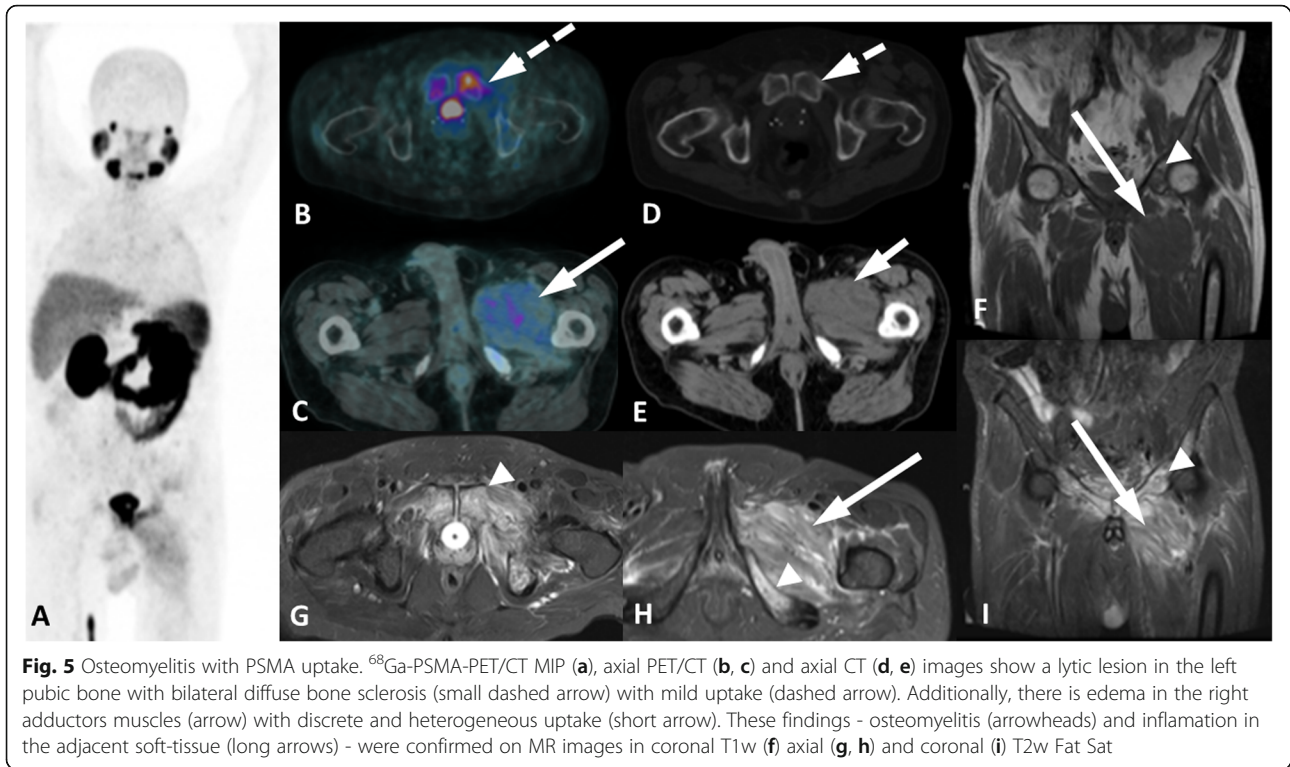 A
B
D
C
E
F
G
H
I
Fig. 5 Osteomyelitis with PSMA uptake. ⁶⁸Ga-PSMA-PET/CT MIP (a), axial PET/CT (b, c) and axial CT (d, e) images show a lytic lesion in the left
pubic bone with bilateral diffuse bone sclerosis (small dashed arrow) with mild uptake (dashed arrow). Additionally, there is edema in the right
adductors muscles (arrow) with discrete and heterogeneous uptake (short arrow). These findings - osteomyelitis (arrowheads) and inflamation in
the adjacent soft-tissue (long arrows) - were confirmed on MR images in coronal T1w (f) axial (g, h) and coronal (i) T2w Fat Sat